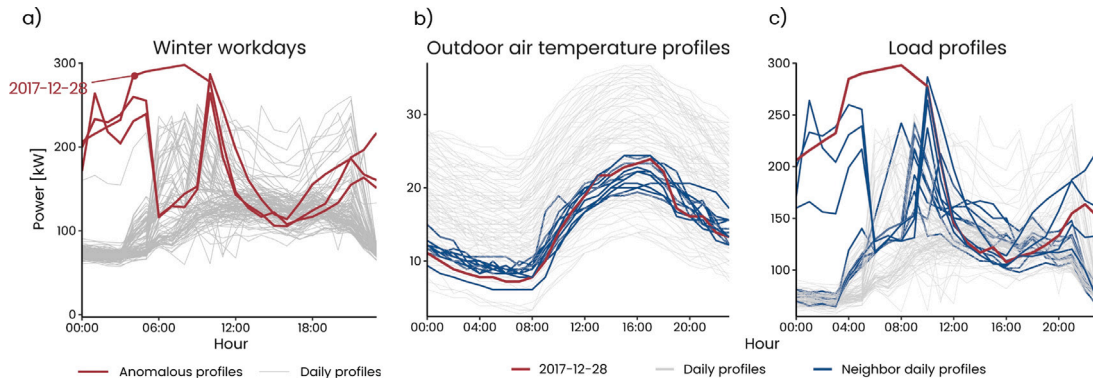 a)
Winter workdays
300
2017-12-28
200
Power [kW]
100
0
00:00 06:00 12:00 18:00
Hour
Anomalous profiles Daily profiles
b)
Outdoor air temperature profiles
30
20
10
00:00 04:00 08:00 12:00 16:00 20:00
c)
Load profiles
300
250
200
150
100
00:00 04:00 08:00 12:00 16:00 20:00
Hour
2017-12-28 Daily profiles Neighbor daily profiles